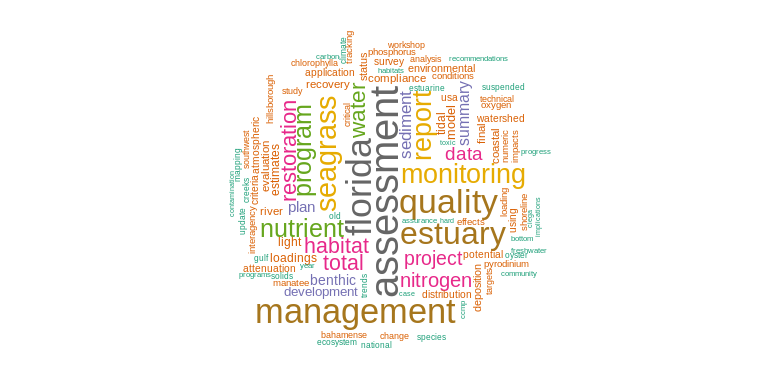 workshop
phosphorus
carbon
climate
tracking
status
survey
analysis
recommendations
chlorophylla
application
recovery
habitats
environmental
compliance
conditions
estuarine
suspended
study
hillsborough
critical
water
sediment
report
usa
tidal
model
summary
technical
oxygen
watershed
final
coastal
numeric
impacts
progress
toxic
southwest
mapping
contamination
creeks
criteria
atmospheric
evaluation
estimates
restoration
program
seagrass
florida
assessment
data
monitoring
quality
estuary
river
plan
old
assurance
hard
effects
loading
using
shoreline
chga
implications
update
interagency
nutrient
light
habitat
total
project
potential
bottom
freshwater
oyster
gulf
loadings
attenuation
year
pyrodinium
community
programs
solids
manatee
benthic
trends
nitrogen
deposition
targets
development
case
distribution
management
ccmp
bahamense
change
ecosystem
national
species